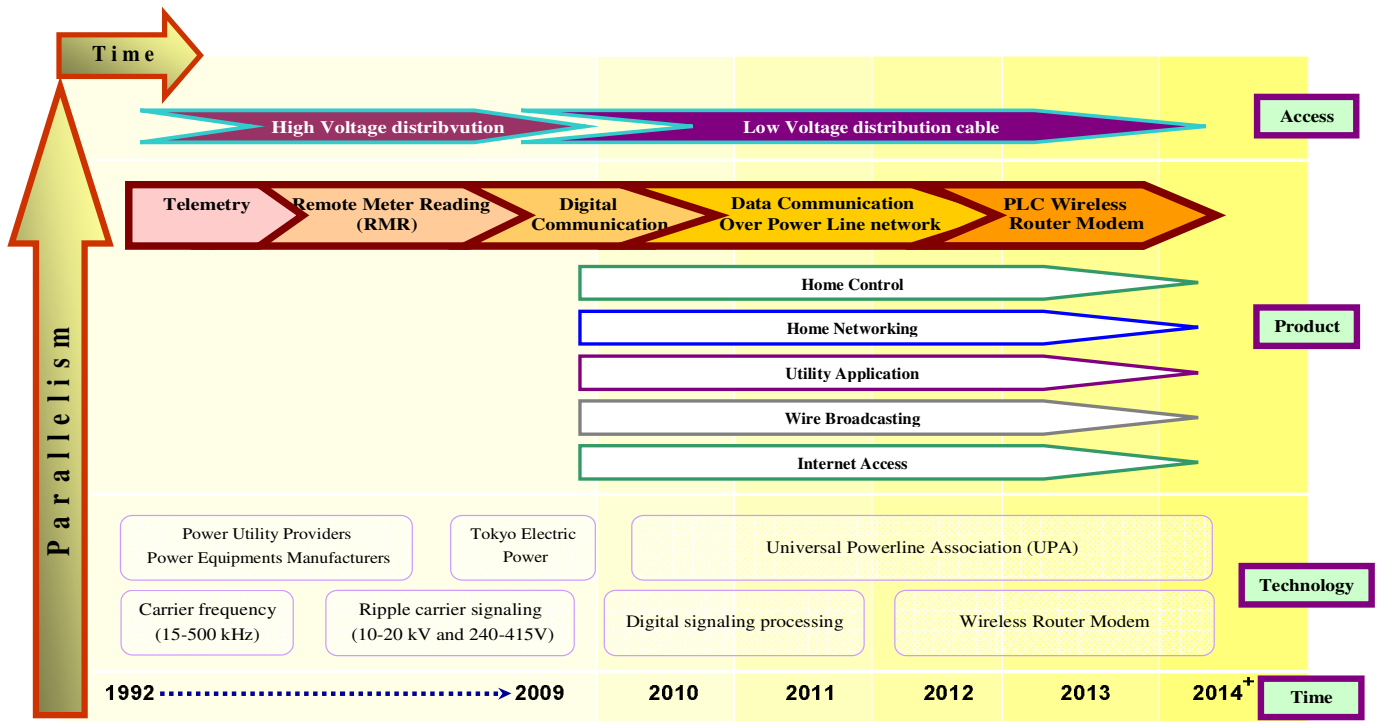 Time
Parallelism
High Voltage distribvution
Low Voltage distribution cable
Access
Telemetry
Remote Meter Reading
(RMR)
Digital
Communication
Data Communication
Over Power Line network
PLC Wireless
Router Modem
Home Control
Home Networking
Utility Application
Wire Broadcasting
Internet Access
Product
Power Utility Providers
Power Equipments Manufacturers
Tokyo Electric
Power
Universal Powerline Association (UPA)
Carrier frequency
(15-500 kHz)
Ripple carrier signaling
(10-20 kV and 240-415V)
Digital signaling processing
Wireless Router Modem
Technology
1992 2009 2010 2011 2012 2013 2014+
Time